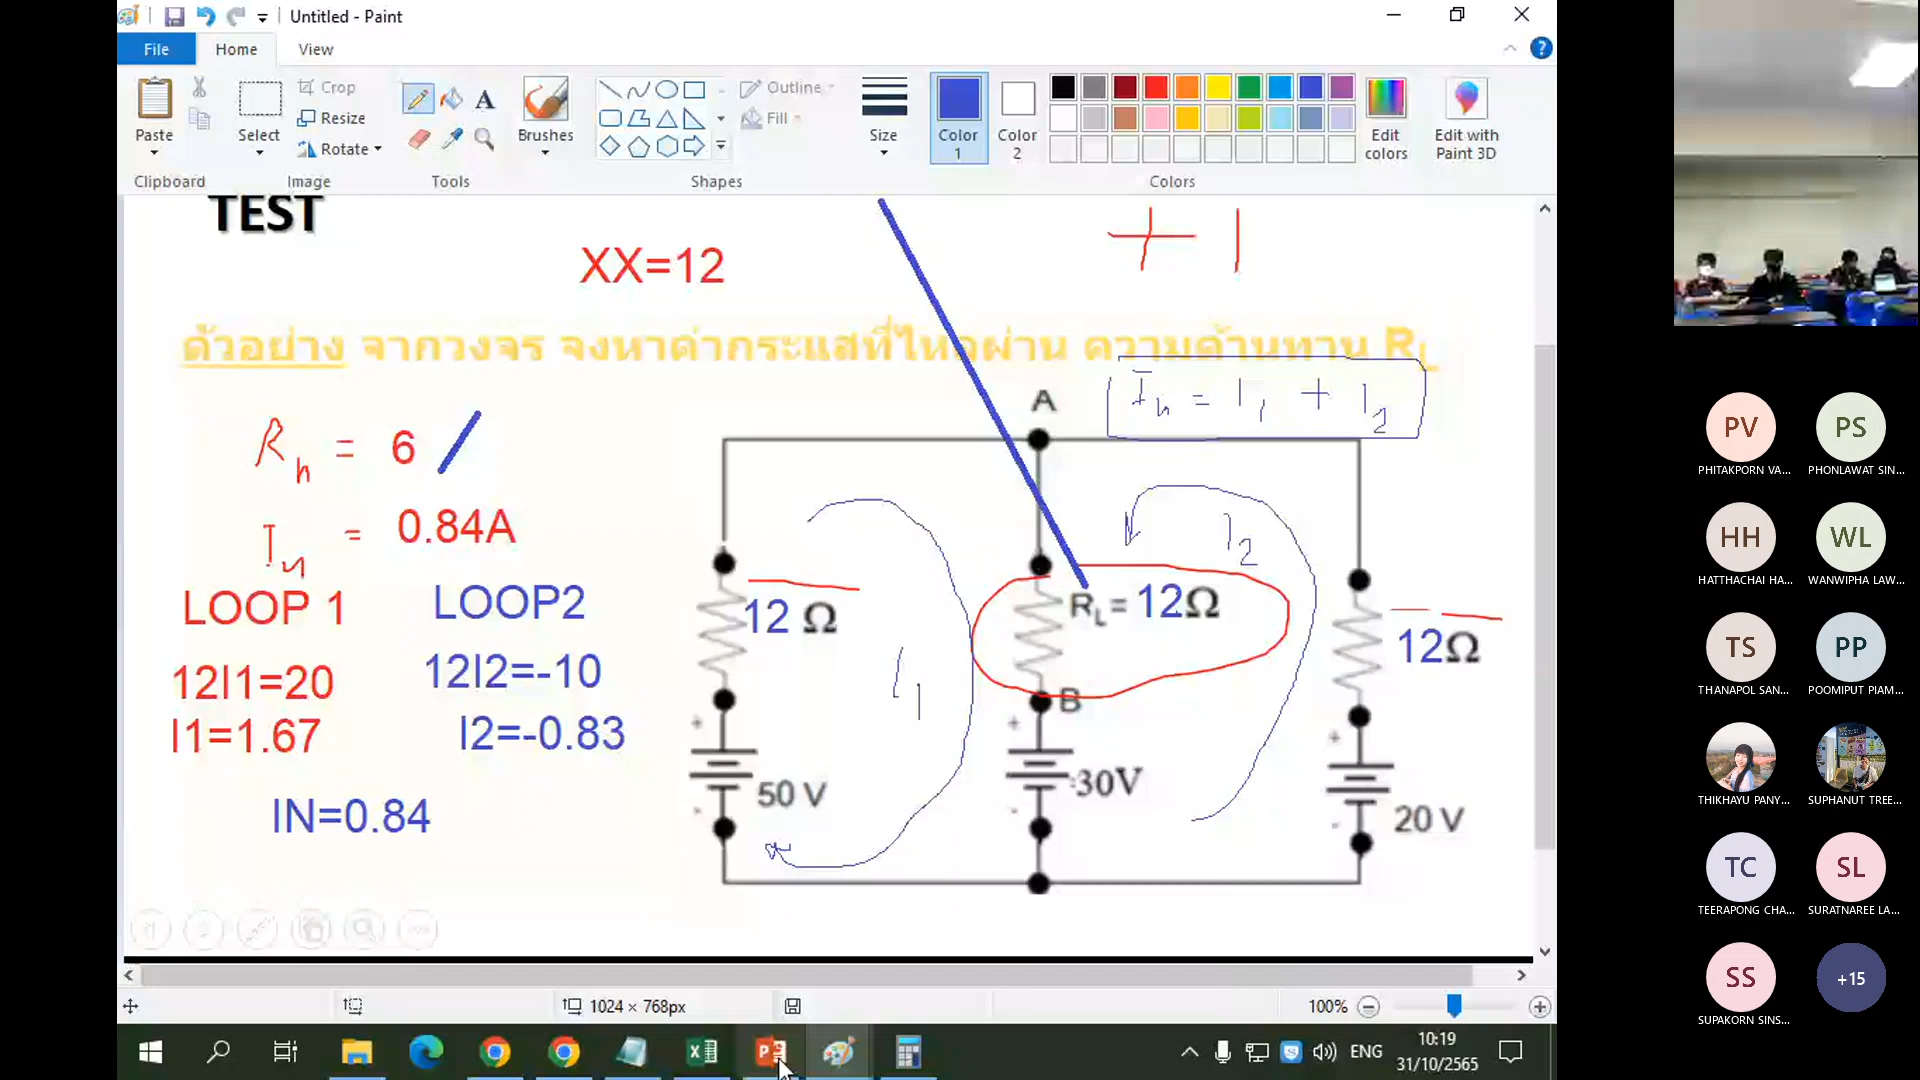 Untitled - Paint
File
Home
View
Paste
Clipboard
Select
Crop
Resize
Rotate
Image
Tools
Brushes
Shapes
Outline
Fill
Size
Color 1
Color 2
Colors
Edit colors
Edit with Paint 3D
TEST
XX=12
+1
ตัวอย่าง จากวงจร จงหาค่ากระแสที่ไหลผ่าน ความต้านทาน RL
In = I1 + I2
A
Rh = 6
In = 0.84A
LOOP 1
LOOP2
12I1=20
12I2=-10
I1=1.67
I2=-0.83
IN=0.84
12 Ω
RL = 12Ω
12Ω
I1
I2
B
+
+
+
50 V
30V
20 V
-
-
-
1024 × 768px
100%
ENG
10:19
31/10/2565
PV
PHITAKPORN VA...
PS
PHONLAWAT SIN...
HH
HATTHACHAI HA...
WL
WANWIPHA LAW...
TS
THANAPOL SAN...
PP
POOMIPUT PIAM...
THIKHAYU PANY...
SUPHANUT TREE...
TC
TEERAPONG CHA...
SL
SURATNAREE LA...
SS
SUPAKORN SINS...
+15